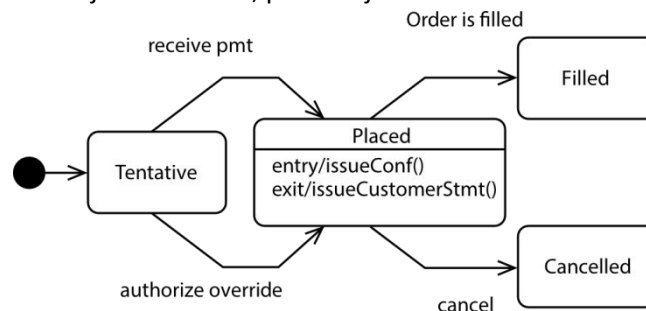 Order is filled
receive pmt
Filled
Placed
entry/issueConf()
exit/issueCustomerStmt()
Tentative
Cancelled
authorize override
cancel